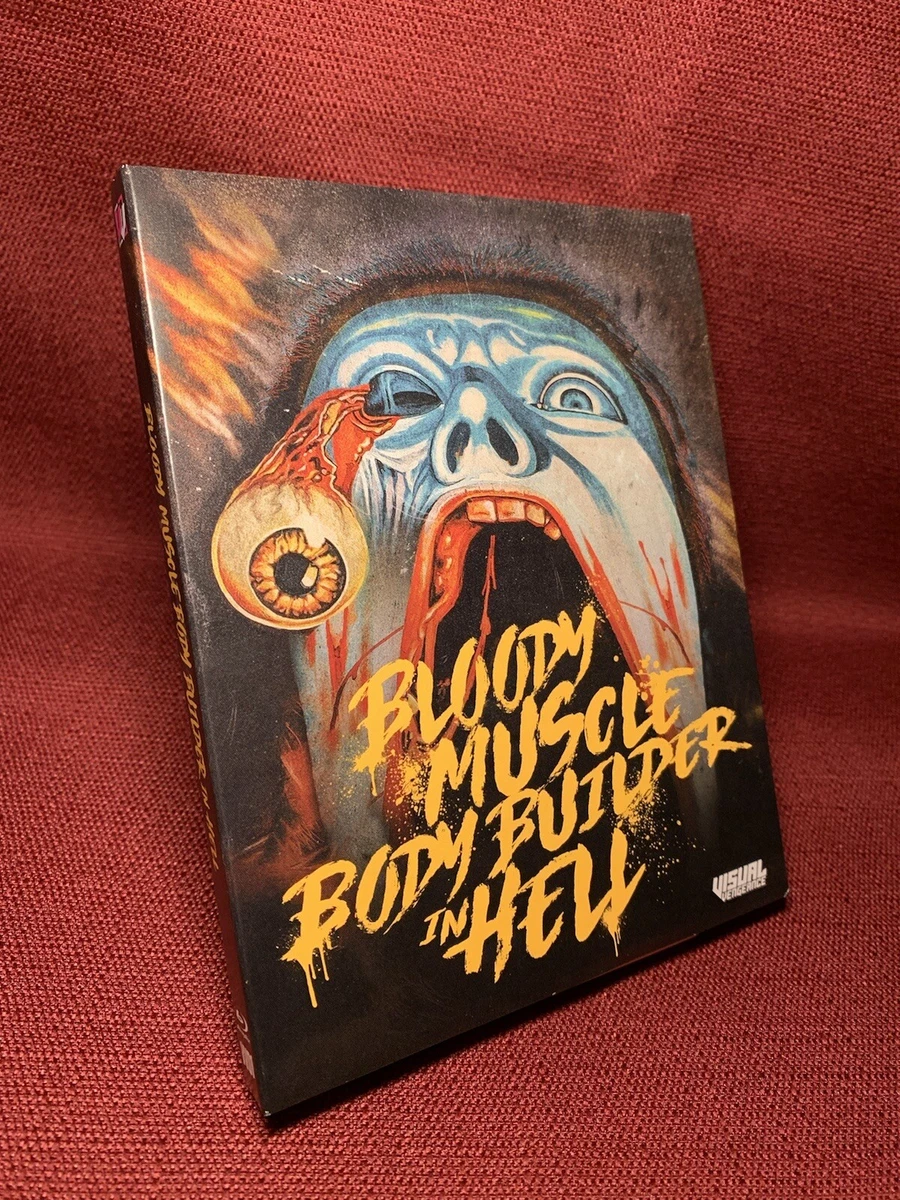 BLOODY
MUSCLE
BODY BUILDER
IN HELL
VISUAL
VENGEANCE
BLOODY MUSCLE BODY BUILDER IN HELL